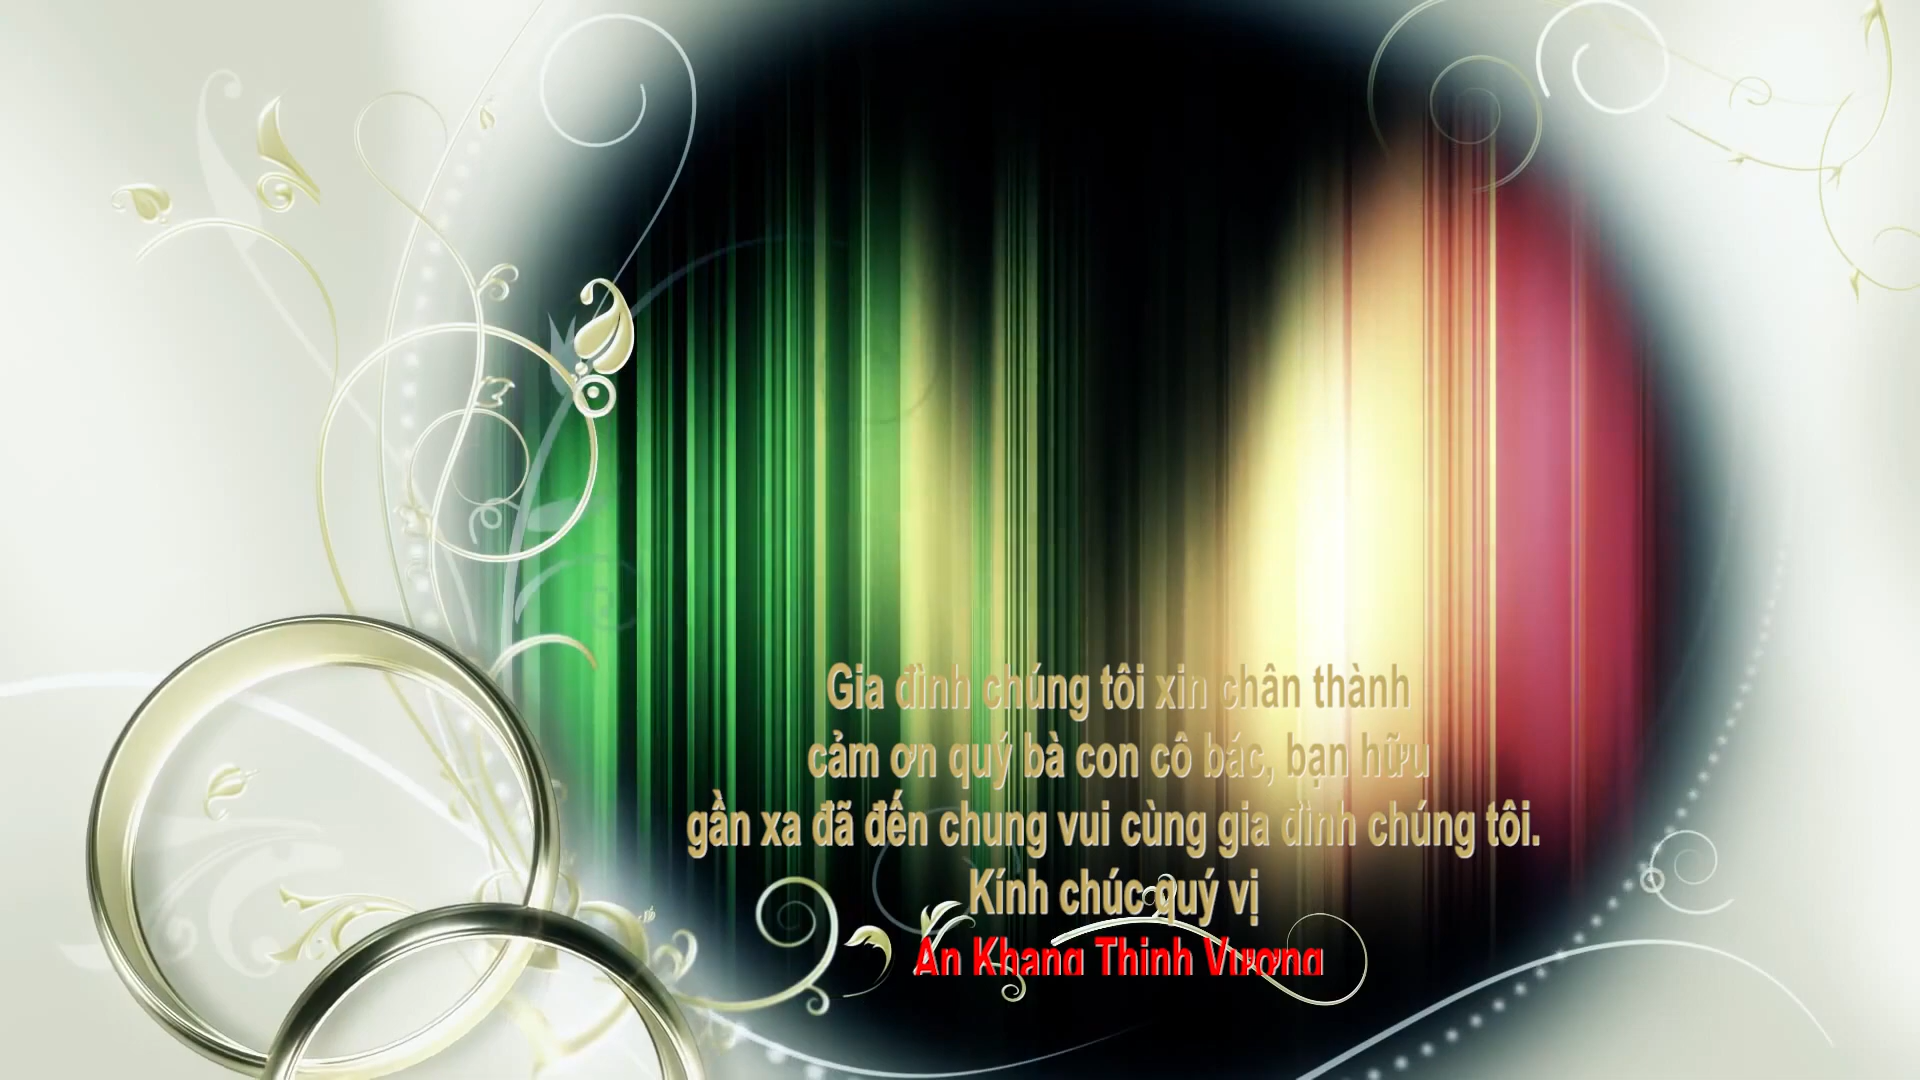 Gia đình chúng tôi xin chân thành
cảm ơn quý bà con cô bác, bạn hữu
gần xa đã đến chung vui cùng gia đình chúng tôi.
Kính chúc quý vị
An Khang Thịnh Vượng